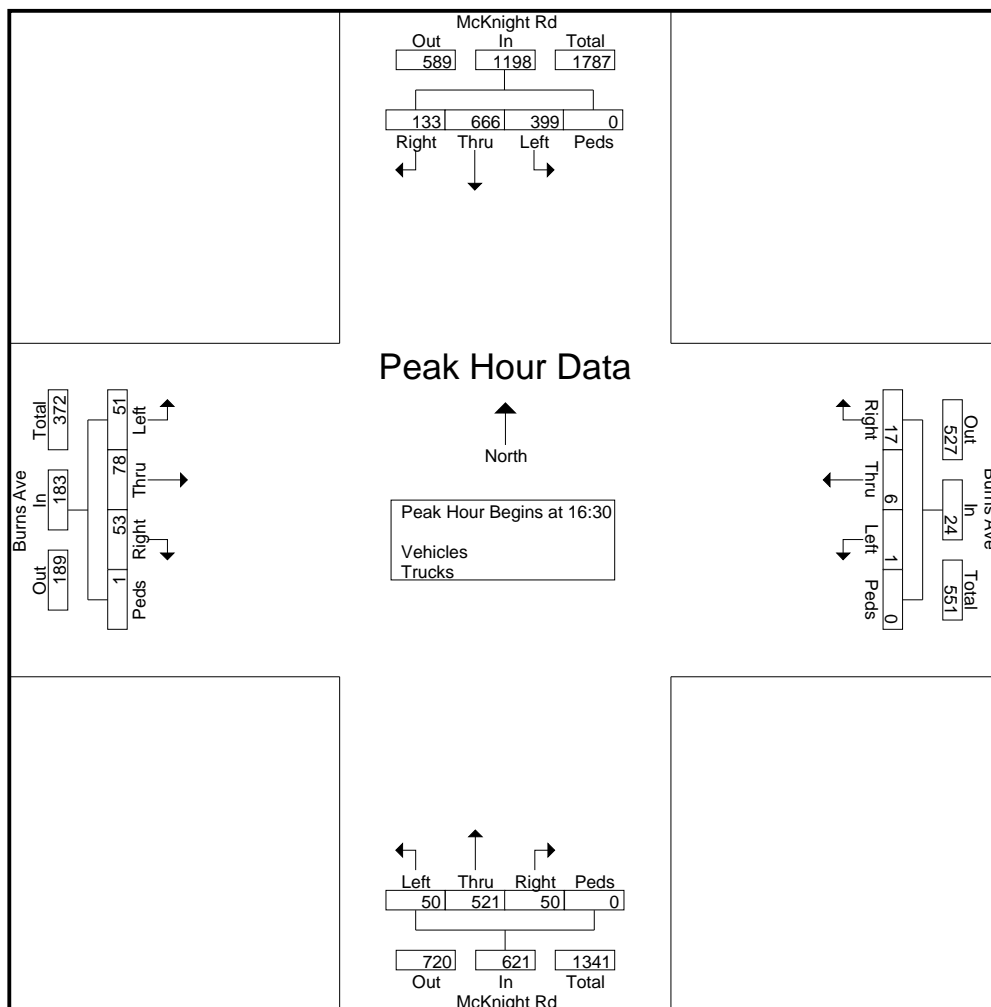 McKnight Rd
Out In Total
589 1198 1787
133 666 399 0
Right Thru Left Peds
Peak Hour Data
North
Peak Hour Begins at 16:30
Vehicles
Trucks
Burns Ave
Out In Total
189 183 372
1 53 78 51
Peds Right Thru Left
Burns Ave
Out In Total
527 24 551
17 6 1 0
Right Thru Left Peds
Left Thru Right Peds
50 521 50 0
720 621 1341
Out In Total
McKnight Rd